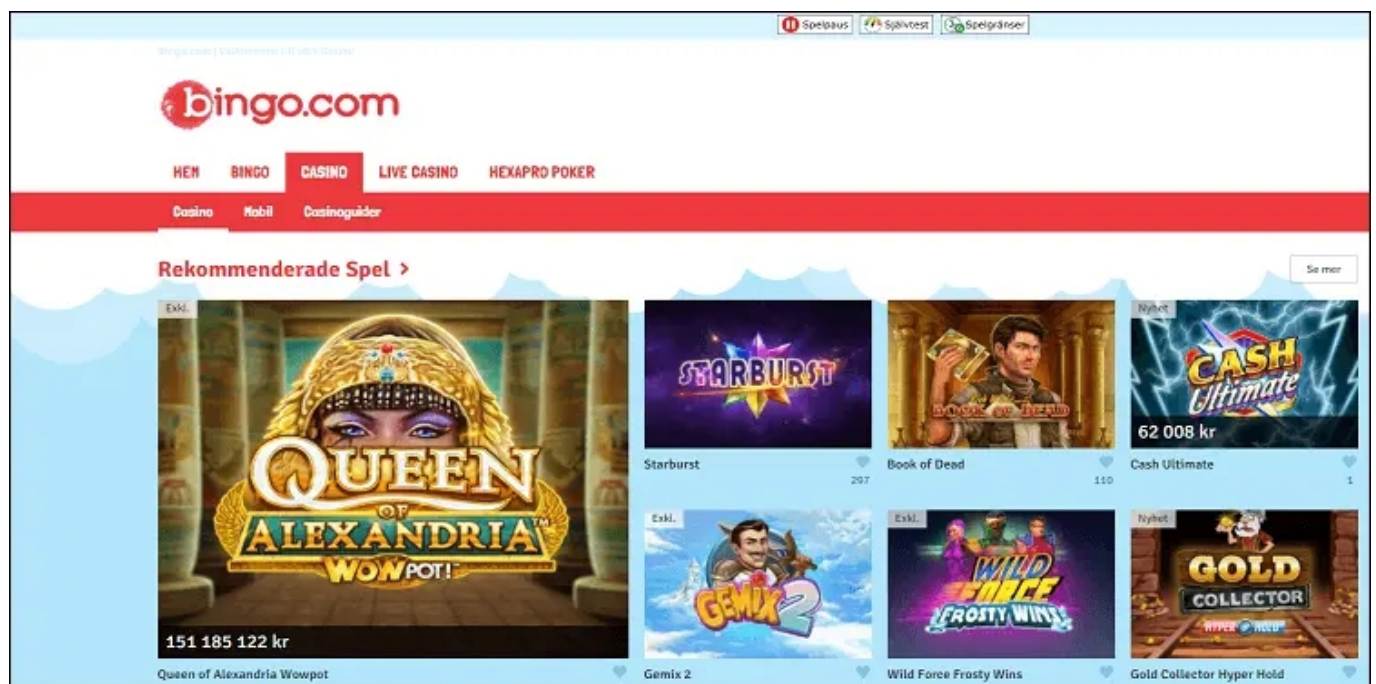 Spelpaus Självtest Spelgränser
bingo.com
HEM BINGO CASINO LIVE CASINO HEXAPRO POKER
Casino Mobil Casinoguider
Rekommenderade Spel >
Se mer
Exkl.
QUEEN
OF
ALEXANDRIA™
WOWPOT!
151 185 122 kr
Queen of Alexandria Wowpot
STARBURST
Starburst
297
BOOK OF DEAD
Book of Dead
110
Nyhet
CASH
Ultimate
62 008 kr
Cash Ultimate
1
Exkl.
GEMIX 2
Gemix 2
Exkl.
WILD
FORCE
FROSTY WINS
Wild Force Frosty Wins
Nyhet
GOLD
COLLECTOR
HYPER HOLD
Gold Collector Hyper Hold